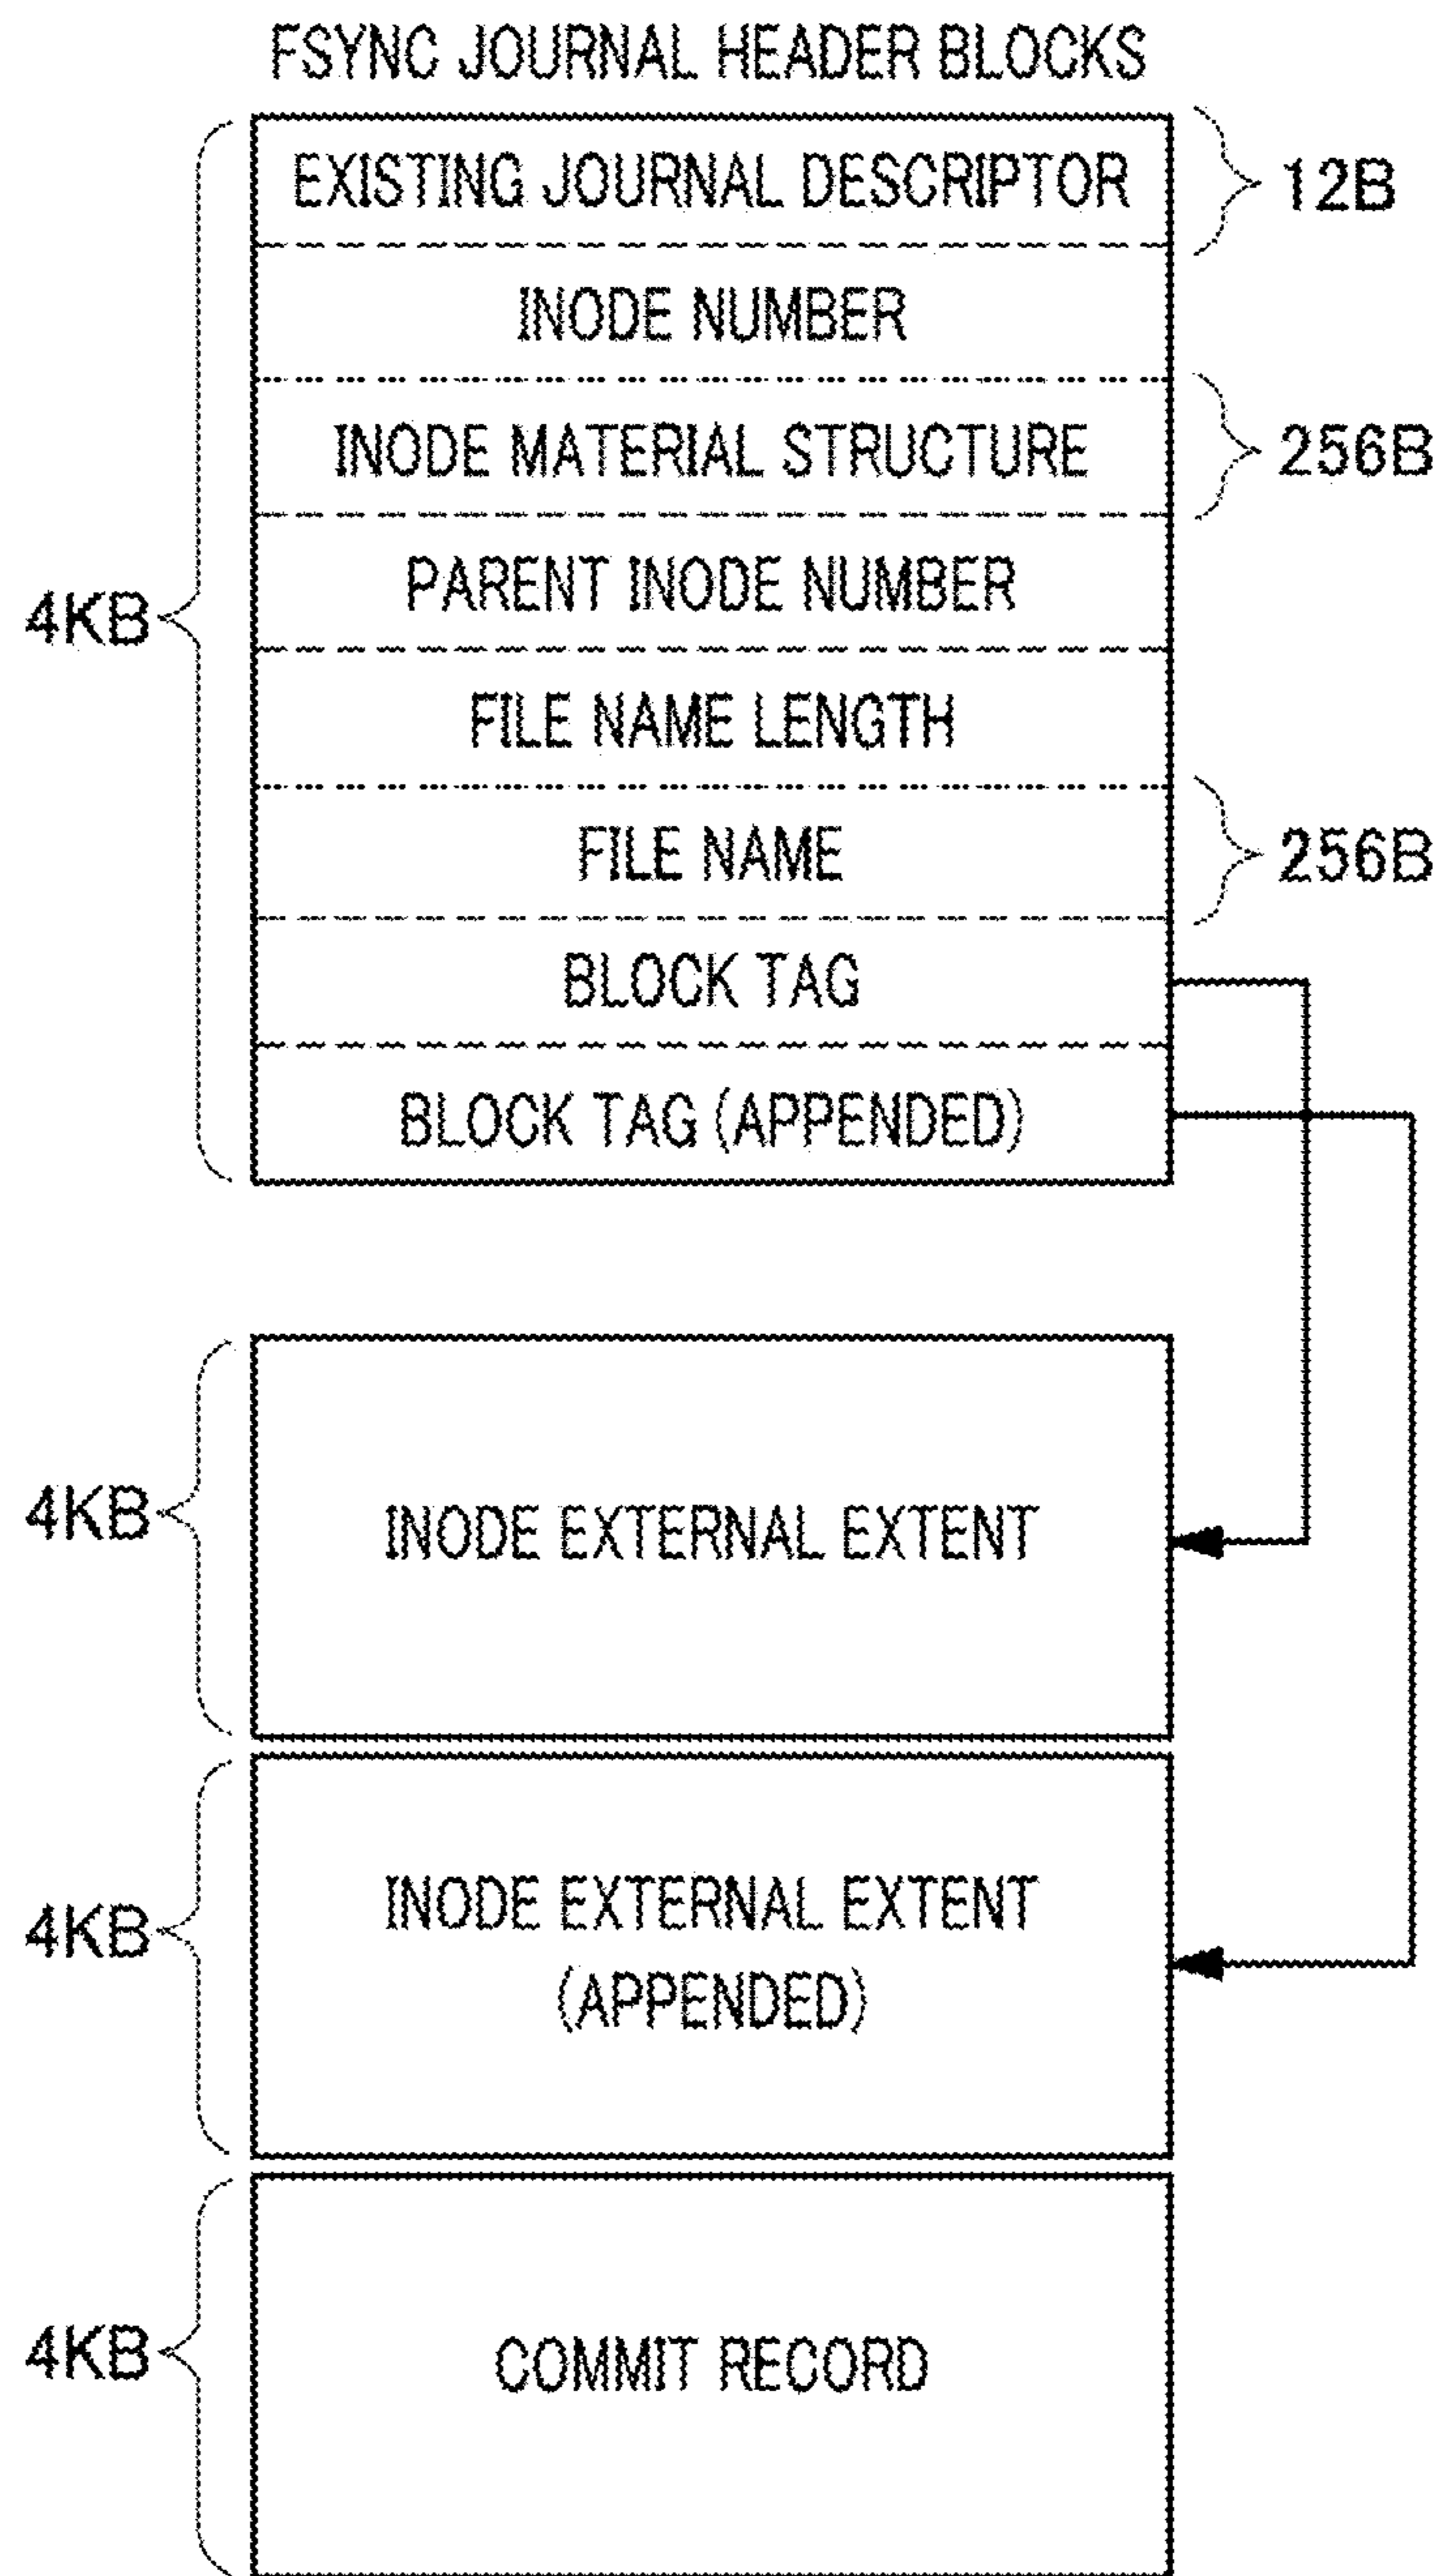 FSYNC JOURNAL HEADER BLOCKS
EXISTING JOURNAL DESCRIPTOR
12B
INODE NUMBER
INODE MATERIAL STRUCTURE
256B
PARENT INODE NUMBER
4KB
FILE NAME LENGTH
FILE NAME
256B
BLOCK TAG
BLOCK TAG (APPENDED)
4KB
INODE EXTERNAL EXTENT
4KB
INODE EXTERNAL EXTENT
(APPENDED)
4KB
COMMIT RECORD